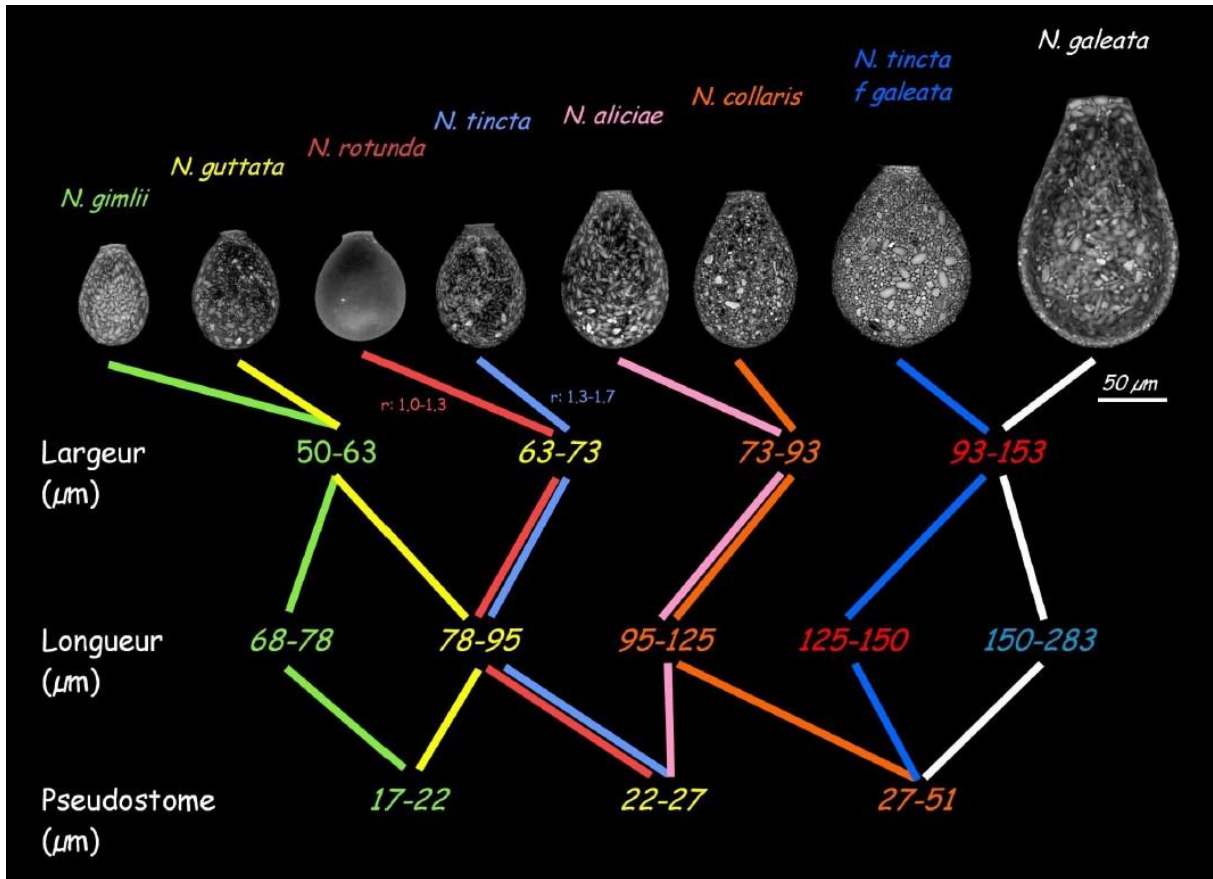 N. galeata
N. tincta
f galeata
N. collaris
N. aliciae
N. tincta
N. rotunda
N. guttata
N. gimlii
50 µm
r: 1.0-1.3
r: 1.3-1.7
Largeur
(µm)
50-63
63-73
73-93
93-153
Longueur
(µm)
68-78
78-95
95-125
125-150
150-283
Pseudostome
(µm)
17-22
22-27
27-51